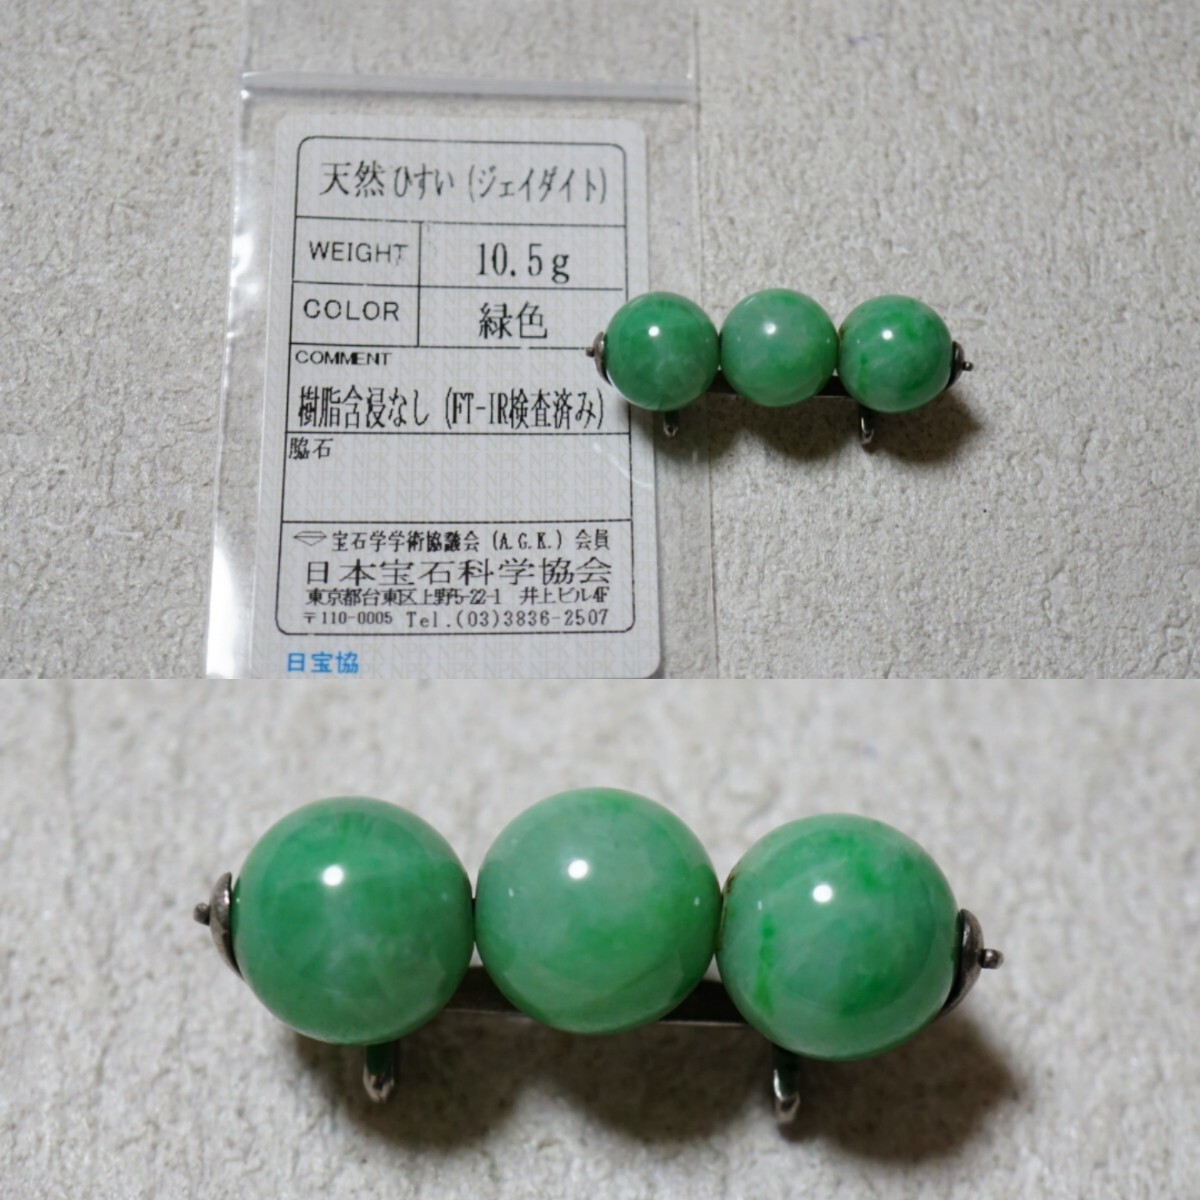 天然ひすい (ジェイダイト)
WEIGHT 10.5g
COLOR 緑色
COMMENT
樹脂含浸なし (FT-IR検査済み)
脇石
宝石学学術協議会 (A.G.K.) 会員
日本宝石科学協会
東京都台東区上野5-22-1 井上ビル4F
〒110-0005 Tel.(03)3836-2507
日宝協